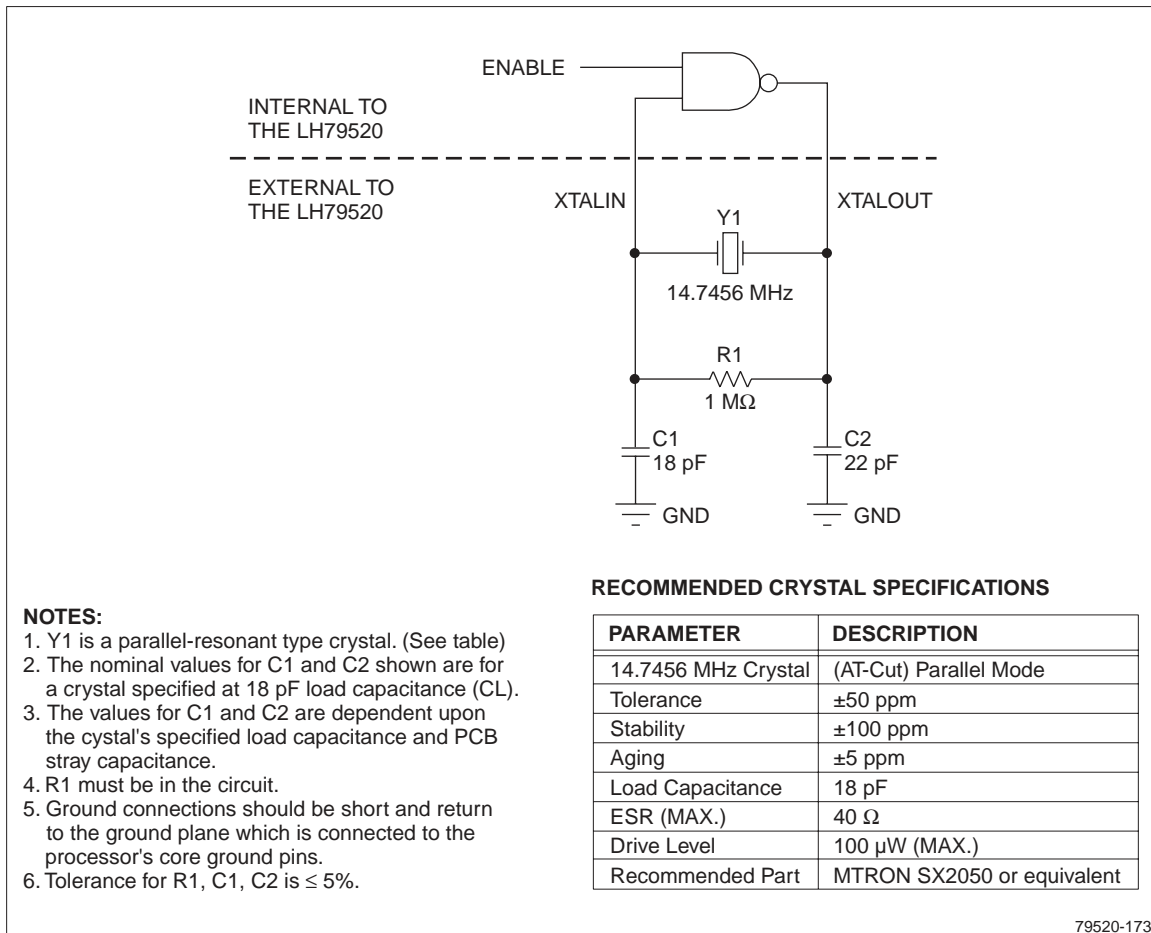 ENABLE
INTERNAL TO
THE LH79520
EXTERNAL TO
THE LH79520
XTALIN
XTALOUT
Y1
14.7456 MHz
R1
1 MΩ
C1
18 pF
C2
22 pF
GND
GND
NOTES:
1. Y1 is a parallel-resonant type crystal. (See table)
2. The nominal values for C1 and C2 shown are for
a crystal specified at 18 pF load capacitance (CL).
3. The values for C1 and C2 are dependent upon
the cystal's specified load capacitance and PCB
stray capacitance.
4. R1 must be in the circuit.
5. Ground connections should be short and return
to the ground plane which is connected to the
processor's core ground pins.
6. Tolerance for R1, C1, C2 is ≤ 5%.
RECOMMENDED CRYSTAL SPECIFICATIONS
PARAMETER DESCRIPTION
14.7456 MHz Crystal (AT-Cut) Parallel Mode
Tolerance ±50 ppm
Stability ±100 ppm
Aging ±5 ppm
Load Capacitance 18 pF
ESR (MAX.) 40 Ω
Drive Level 100 µW (MAX.)
Recommended Part MTRON SX2050 or equivalent
79520-173